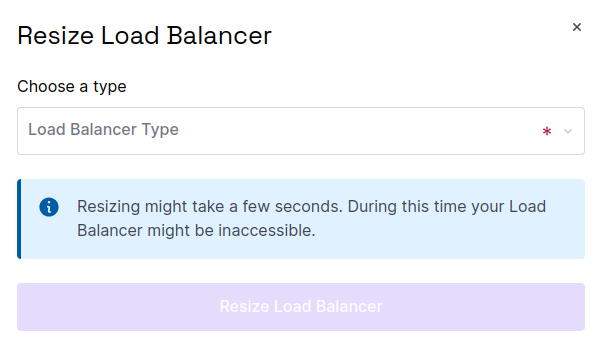 Resize Load Balancer
Choose a type
Load Balancer Type *
Resizing might take a few seconds. During this time your Load
Balancer might be inaccessible.
Resize Load Balancer